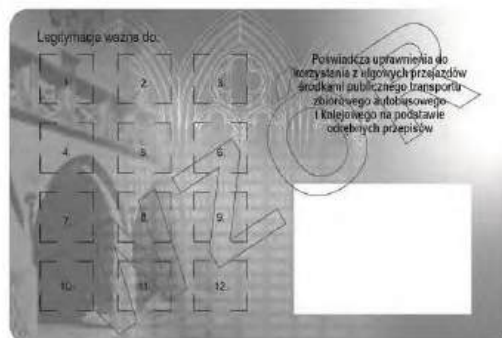 Legitymacja ważna do:
1. 2. 3.
4. 5. 6.
7. 8. 9.
10. 11. 12.
Poświadcza uprawnienia do
korzystania z ulgowych przejazdów
środkami publicznego transportu
zbiorowego autobusowego
i kolejowego na podstawie
odrębnych przepisów
WZÓR